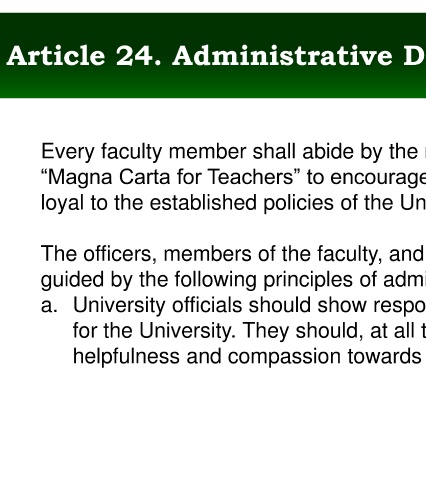 Article 24. Administrative D
Every faculty member shall abide by the
“Magna Carta for Teachers” to encourage
loyal to the established policies of the Un
The officers, members of the faculty, and
guided by the following principles of admi
a. University officials should show respo
for the University. They should, at all t
helpfulness and compassion towards